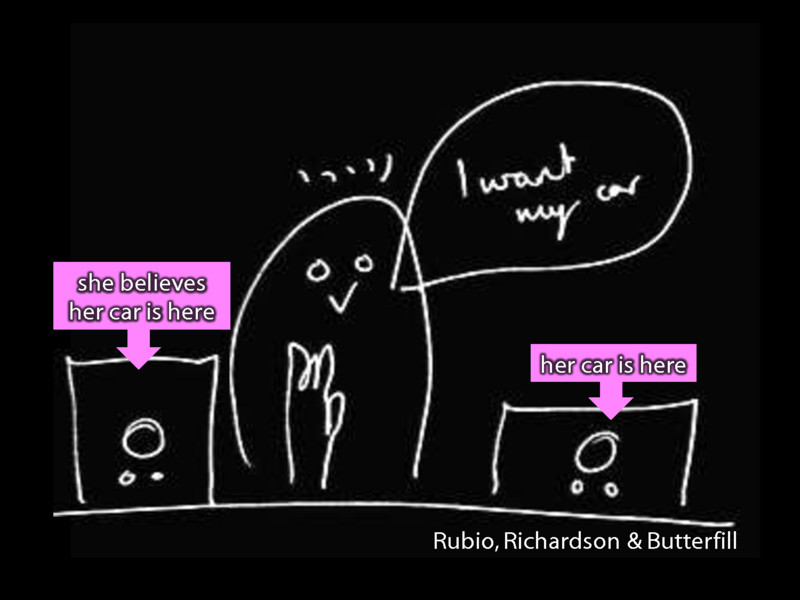 I want
my car
she believes
her car is here
her car is here
Rubio, Richardson & Butterfill